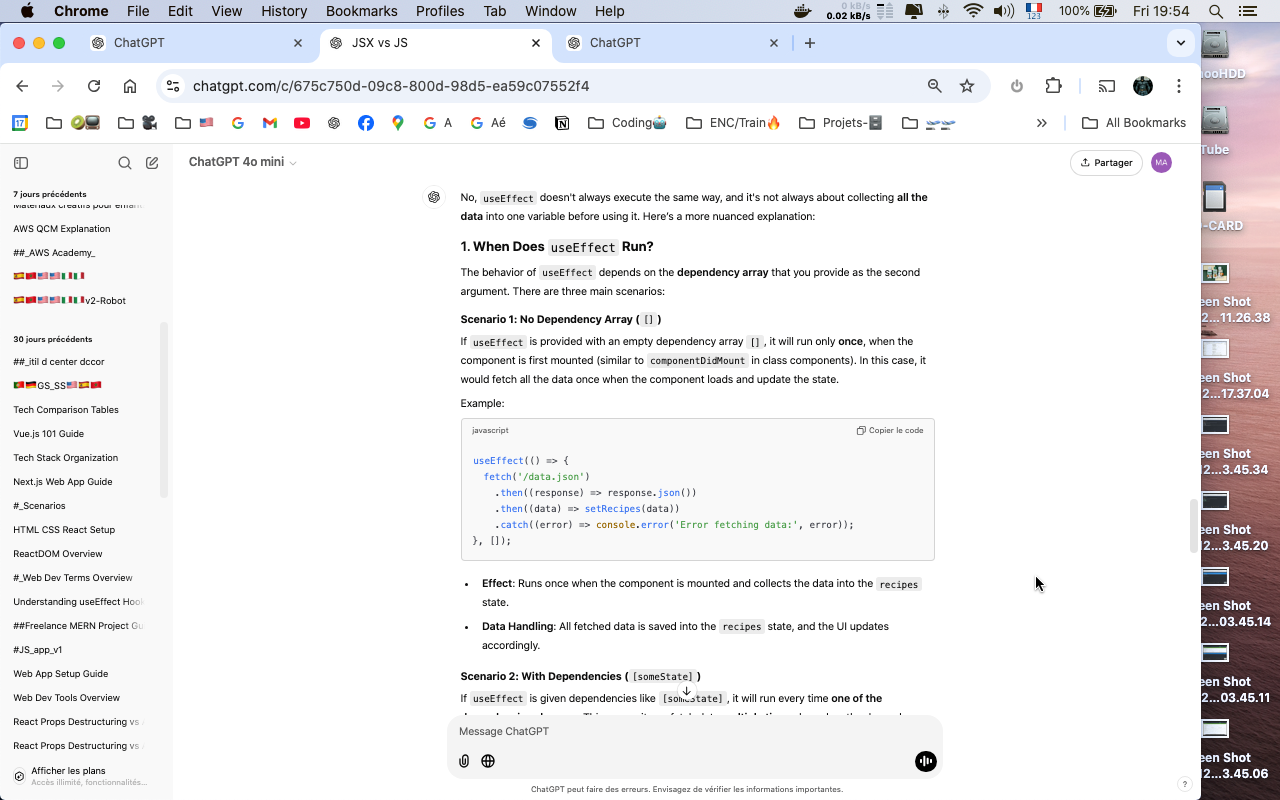 Chrome File Edit View History Bookmarks Profiles Tab Window Help
0 kB/s
0.02 kB/s
123
100%
Fri 19:54
ChatGPT
JSX vs JS
ChatGPT
chatgpt.com/c/675c750d-09c8-800d-98d5-ea59c07552f4
17
A
Aé
Coding
ENC/Train
Projets-
All Bookmarks
ChatGPT 4o mini
Partager
MA
7 jours précédents
AWS QCM Explanation
##_AWS Academy_
v2-Robot
30 jours précédents
##_itil d center dccor
GS_SS
Tech Comparison Tables
Vue.js 101 Guide
Tech Stack Organization
Next.js Web App Guide
#_Scenarios
HTML CSS React Setup
ReactDOM Overview
#_Web Dev Terms Overview
Understanding useEffect Hook
##Freelance MERN Project Gu
#JS_app_v1
Web App Setup Guide
Web Dev Tools Overview
React Props Destructuring vs
React Props Destructuring vs
Afficher les plans
Accès illimité, fonctionnalités...
No, useEffect doesn't always execute the same way, and it's not always about collecting all the
data into one variable before using it. Here's a more nuanced explanation:
1. When Does useEffect Run?
The behavior of useEffect depends on the dependency array that you provide as the second
argument. There are three main scenarios:
Scenario 1: No Dependency Array ( [] )
If useEffect is provided with an empty dependency array [] , it will run only once, when the
component is first mounted (similar to componentDidMount in class components). In this case, it
would fetch all the data once when the component loads and update the state.
Example:
javascript
Copier le code
useEffect(() => {
fetch('/data.json')
.then((response) => response.json())
.then((data) => setRecipes(data))
.catch((error) => console.error('Error fetching data:', error));
}, []);
• Effect: Runs once when the component is mounted and collects the data into the recipes
state.
• Data Handling: All fetched data is saved into the recipes state, and the UI updates
accordingly.
Scenario 2: With Dependencies ( [someState] )
If useEffect is given dependencies like [someState] , it will run every time one of the
Message ChatGPT
ChatGPT peut faire des erreurs. Envisagez de vérifier les informations importantes.
?
ooHDD
Tube
-CARD
een Shot
2...11.26.38
een Shot
2...17.37.04
een Shot
12...3.45.34
een Shot
12...3.45.20
een Shot
2...03.45.14
een Shot
12...3.45.11
een Shot
12...3.45.06